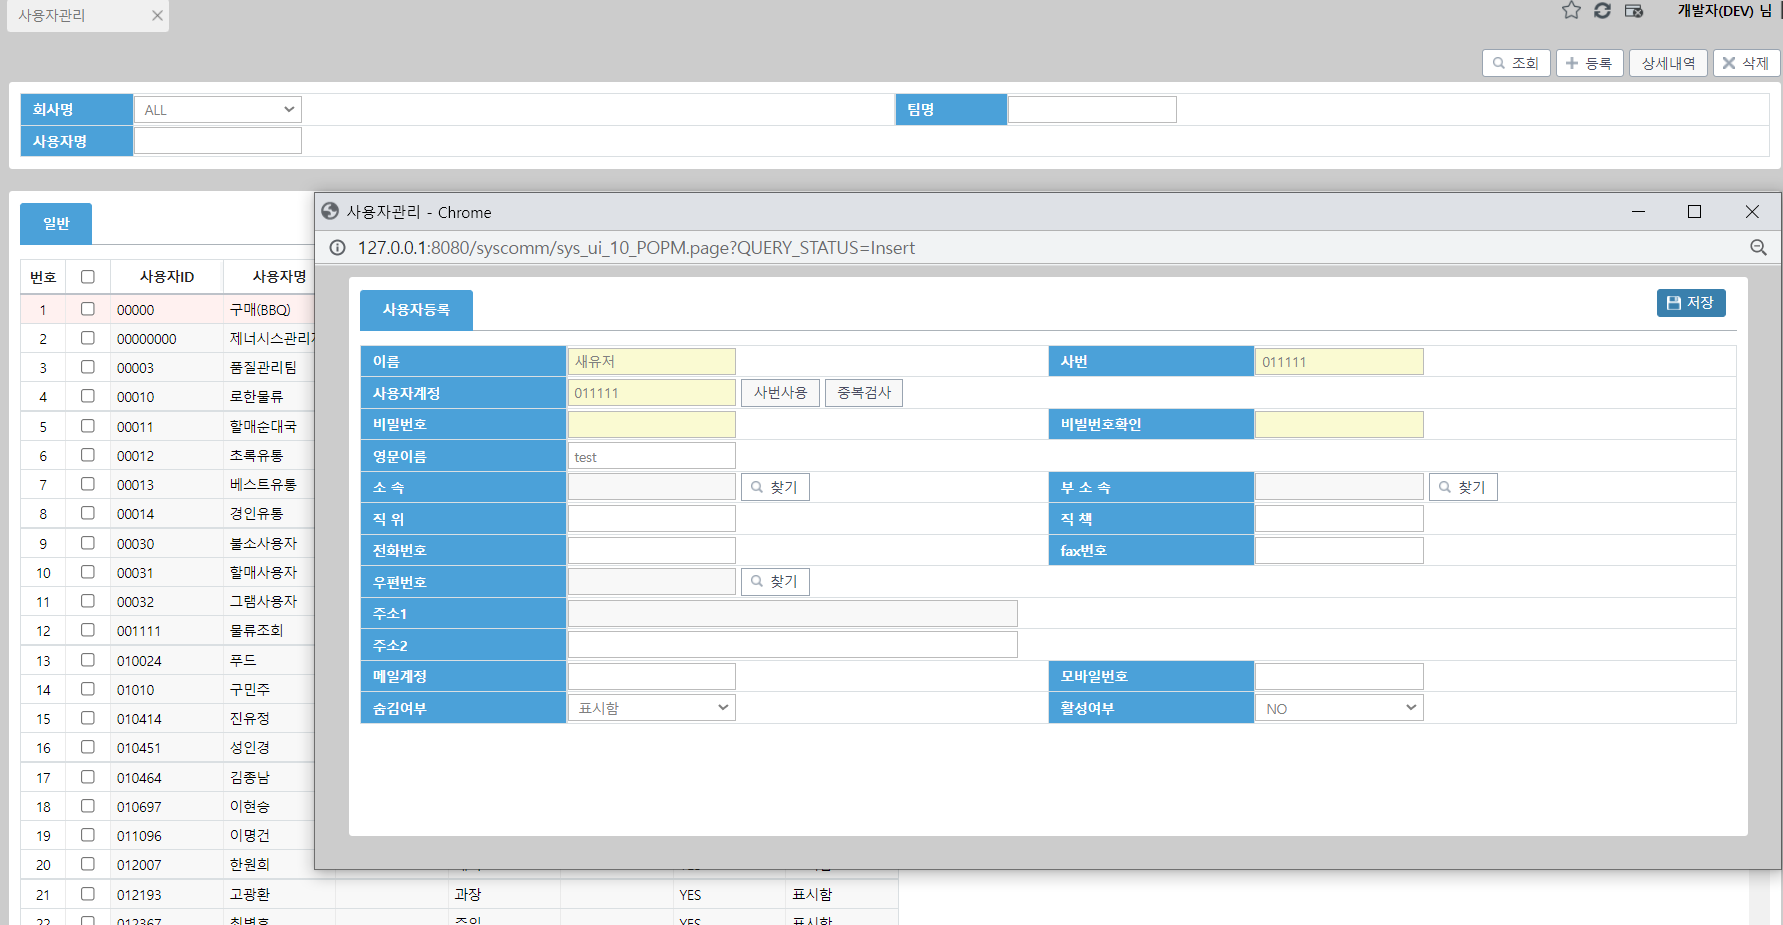 사용자관리
개발자(DEV) 님
조회 등록 상세내역 삭제
회사명 ALL 팀명
사용자명
일반
번호 사용자ID 사용자명
1 00000 구매(BBQ)
2 00000000 제너시스관리
3 00003 품질관리팀
4 00010 로한물류
5 00011 할매순대국
6 00012 초록유통
7 00013 베스트유통
8 00014 경인유통
9 00030 불소사용자
10 00031 할매사용자
11 00032 그램사용자
12 001111 물류조회
13 010024 푸드
14 01010 구민주
15 010414 진유정
16 010451 성인경
17 010464 김종남
18 010697 이현승
19 011096 이명건
20 012007 한원희
21 012193 고광환 과장 YES 표시함
22 012367 최병호 주임 YES 표시함
사용자관리 - Chrome
127.0.0.1:8080/syscomm/sys_ui_10_POPM.page?QUERY_STATUS=Insert
사용자등록 저장
이름 새유저 사번 011111
사용자계정 011111 사번사용 중복검사
비밀번호 비빌번호확인
영문이름 test
소 속 찾기 부 소 속 찾기
직 위 직 책
전화번호 fax번호
우편번호 찾기
주소1
주소2
메일계정 모바일번호
숨김여부 표시함 활성여부 NO